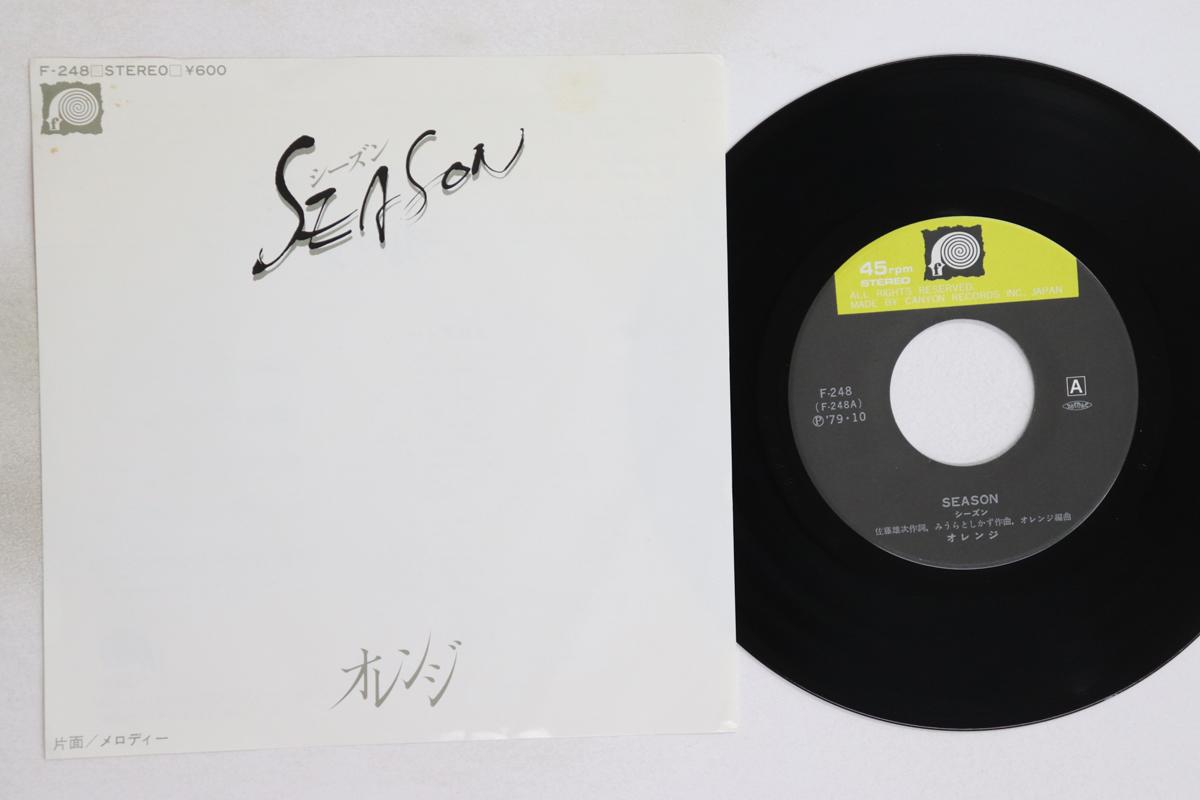 F-248□STEREO□¥600
f
シーズン
SEASON
オレンジ
片面/メロディー
f
45rpm
STEREO
ALL RIGHTS RESERVED.
MADE BY CANYON RECORDS INC. JAPAN
F-248
(F-248A)
Ⓟ'79・10
A
SEASON
シーズン
佐藤雄次作詞, みうらとしかず作曲, オレンジ編曲
オレンジ